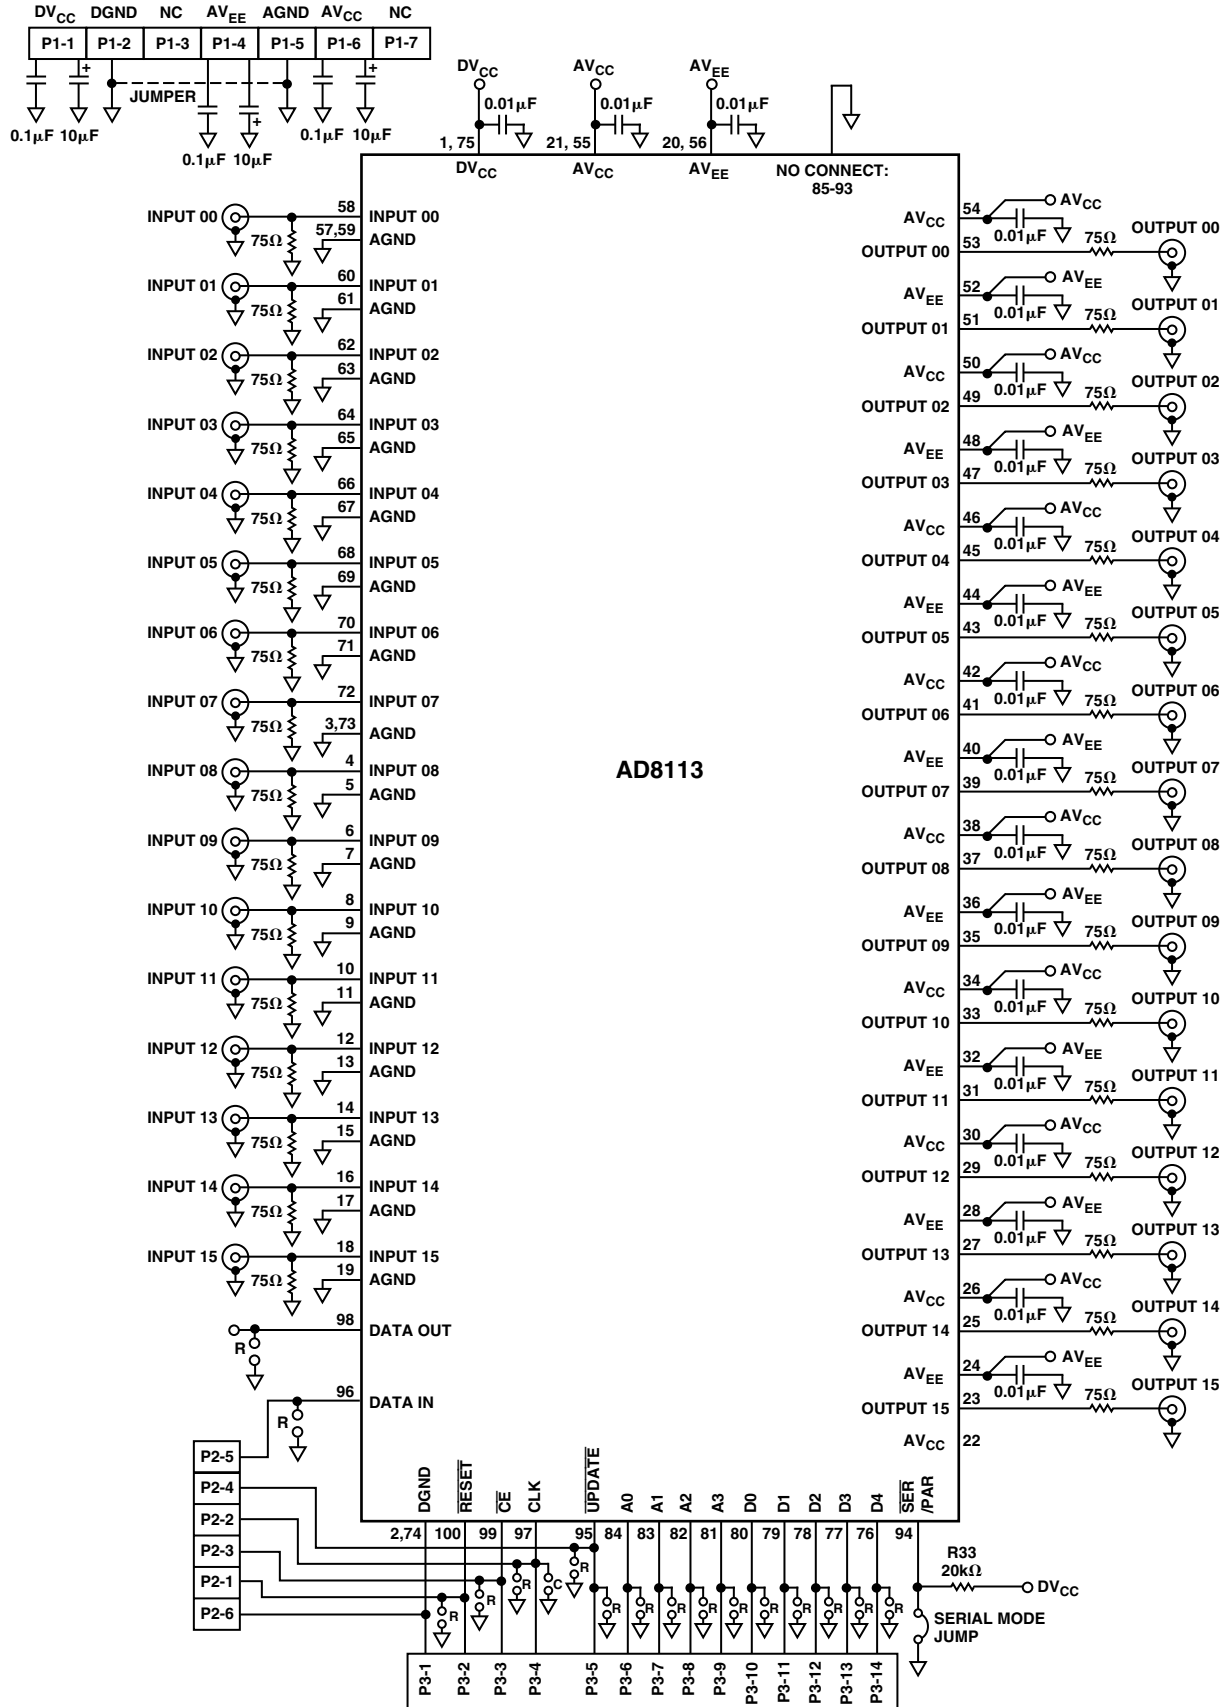 DVCC DGND NC AVEE AGND AVCC NC
P1-1 P1-2 P1-3 P1-4 P1-5 P1-6 P1-7
JUMPER
0.1μF 10μF 0.1μF 10μF 0.1μF 10μF
DVCC AVCC AVEE
0.01μF 0.01μF 0.01μF
1, 75 21, 55 20, 56
DVCC AVCC AVEE NO CONNECT:
85-93
AD8113
INPUT 00 75Ω 58 INPUT 00
57,59 AGND
INPUT 01 75Ω 60 INPUT 01
61 AGND
INPUT 02 75Ω 62 INPUT 02
63 AGND
INPUT 03 75Ω 64 INPUT 03
65 AGND
INPUT 04 75Ω 66 INPUT 04
67 AGND
INPUT 05 75Ω 68 INPUT 05
69 AGND
INPUT 06 75Ω 70 INPUT 06
71 AGND
INPUT 07 75Ω 72 INPUT 07
3,73 AGND
INPUT 08 75Ω 4 INPUT 08
5 AGND
INPUT 09 75Ω 6 INPUT 09
7 AGND
INPUT 10 75Ω 8 INPUT 10
9 AGND
INPUT 11 75Ω 10 INPUT 11
11 AGND
INPUT 12 75Ω 12 INPUT 12
13 AGND
INPUT 13 75Ω 14 INPUT 13
15 AGND
INPUT 14 75Ω 16 INPUT 14
17 AGND
INPUT 15 75Ω 18 INPUT 15
19 AGND
R 98 DATA OUT
R 96 DATA IN
AVCC 54 0.01μF AVCC
OUTPUT 00 53 75Ω OUTPUT 00
AVEE 52 0.01μF AVEE
OUTPUT 01 51 75Ω OUTPUT 01
AVCC 50 0.01μF AVCC
OUTPUT 02 49 75Ω OUTPUT 02
AVEE 48 0.01μF AVEE
OUTPUT 03 47 75Ω OUTPUT 03
AVCC 46 0.01μF AVCC
OUTPUT 04 45 75Ω OUTPUT 04
AVEE 44 0.01μF AVEE
OUTPUT 05 43 75Ω OUTPUT 05
AVCC 42 0.01μF AVCC
OUTPUT 06 41 75Ω OUTPUT 06
AVEE 40 0.01μF AVEE
OUTPUT 07 39 75Ω OUTPUT 07
AVCC 38 0.01μF AVCC
OUTPUT 08 37 75Ω OUTPUT 08
AVEE 36 0.01μF AVEE
OUTPUT 09 35 75Ω OUTPUT 09
AVCC 34 0.01μF AVCC
OUTPUT 10 33 75Ω OUTPUT 10
AVEE 32 0.01μF AVEE
OUTPUT 11 31 75Ω OUTPUT 11
AVCC 30 0.01μF AVCC
OUTPUT 12 29 75Ω OUTPUT 12
AVEE 28 0.01μF AVEE
OUTPUT 13 27 75Ω OUTPUT 13
AVCC 26 0.01μF AVCC
OUTPUT 14 25 75Ω OUTPUT 14
AVEE 24 0.01μF AVEE
OUTPUT 15 23 75Ω OUTPUT 15
AVCC 22
P2-5
P2-4
P2-2
P2-3
P2-1
P2-6
DGND RESET CE CLK UPDATE A0 A1 A2 A3 D0 D1 D2 D3 D4 SER /PAR
2,74 100 99 97 95 84 83 82 81 80 79 78 77 76 94
R R R C R R R R R R R R R R R
R33
20kΩ
DVCC
SERIAL MODE
JUMP
P3-1 P3-2 P3-3 P3-4 P3-5 P3-6 P3-7 P3-8 P3-9 P3-10 P3-11 P3-12 P3-13 P3-14